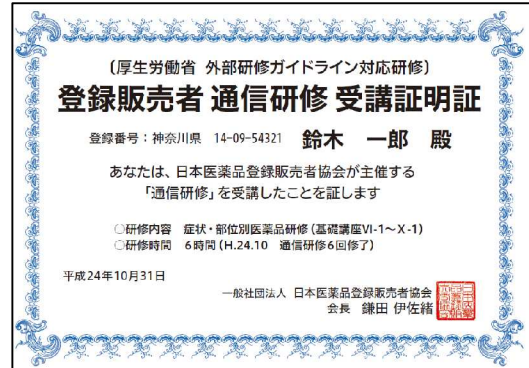 〔厚生労働省 外部研修ガイドライン対応研修〕
登録販売者 通信研修 受講証明証
登録番号：神奈川県 14-09-54321 鈴木 一郎 殿
あなたは、日本医薬品登録販売者協会が主催する
「通信研修」を受講したことを証します
○研修内容 症状・部位別医薬品研修（基礎講座Ⅵ-1～Ⅹ-1）
○研修時間 6時間（H.24.10 通信研修6回修了）
平成24年10月31日
一般社団法人 日本医薬品登録販売者協会
会長 鎌田 伊佐緒